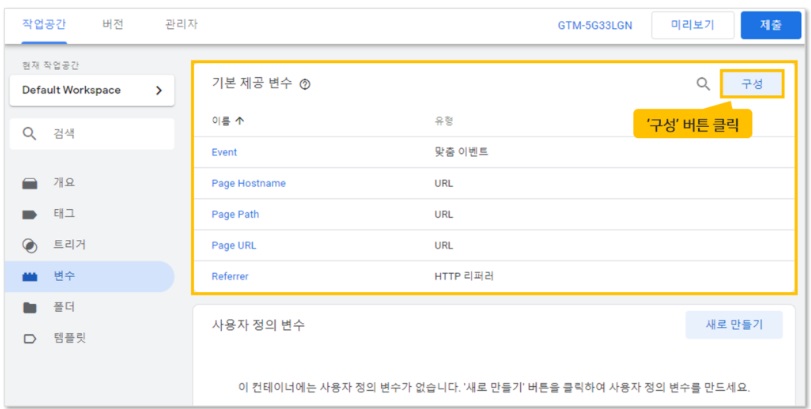 작업공간 버전 관리자 GTM-5G33LGN 미리보기 제출
현재 작업공간
Default Workspace
검색
개요
태그
트리거
변수
폴더
템플릿
기본 제공 변수
구성
'구성' 버튼 클릭
이름 유형
Event 맞춤 이벤트
Page Hostname URL
Page Path URL
Page URL URL
Referrer HTTP 리퍼러
사용자 정의 변수 새로 만들기
이 컨테이너에는 사용자 정의 변수가 없습니다. '새로 만들기' 버튼을 클릭하여 사용자 정의 변수를 만드세요.